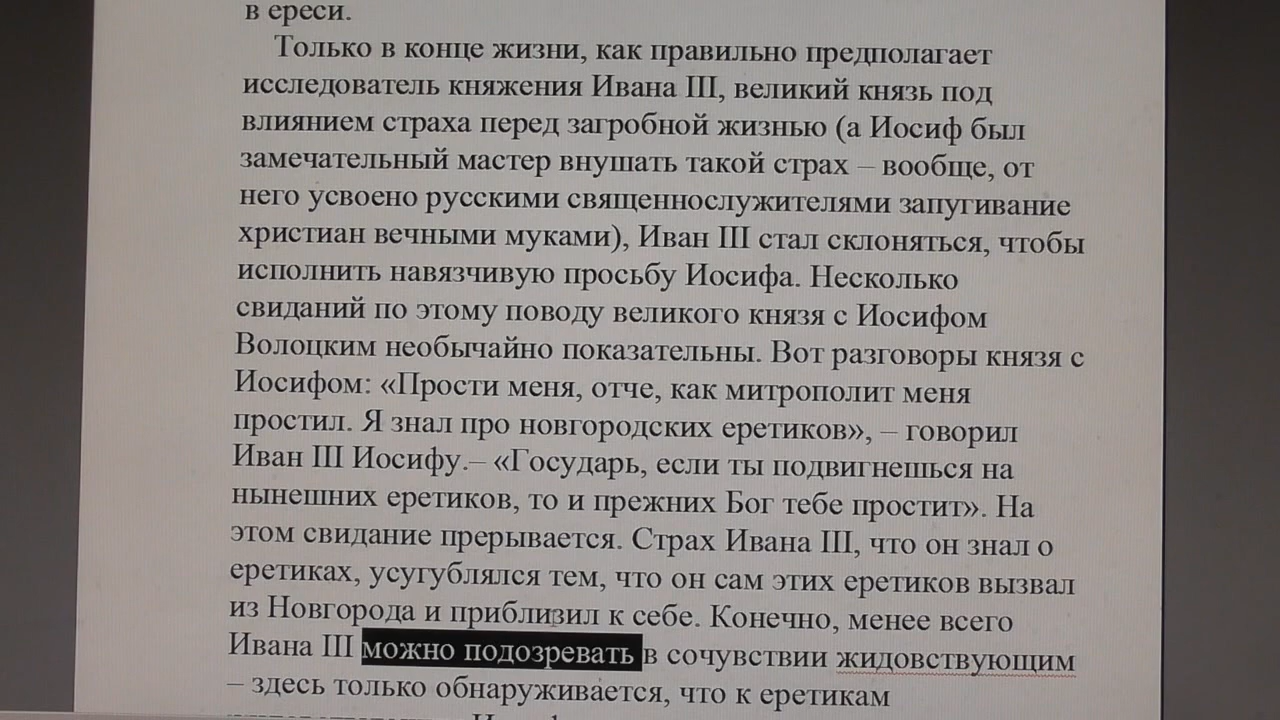 в ереси.
Только в конце жизни, как правильно предполагает
исследователь княжения Ивана III, великий князь под
влиянием страха перед загробной жизнью (а Иосиф был
замечательный мастер внушать такой страх – вообще, от
него усвоено русскими священнослужителями запугивание
христиан вечными муками), Иван III стал склоняться, чтобы
исполнить навязчивую просьбу Иосифа. Несколько
свиданий по этому поводу великого князя с Иосифом
Волоцким необычайно показательны. Вот разговоры князя с
Иосифом: «Прости меня, отче, как митрополит меня
простил. Я знал про новгородских еретиков», – говорил
Иван III Иосифу.– «Государь, если ты подвигнешься на
нынешних еретиков, то и прежних Бог тебе простит». На
этом свидание прерывается. Страх Ивана III, что он знал о
еретиках, усугублялся тем, что он сам этих еретиков вызвал
из Новгорода и приблизил к себе. Конечно, менее всего
Ивана III можно подозревать в сочувствии жидовствующим
– здесь только обнаруживается, что к еретикам